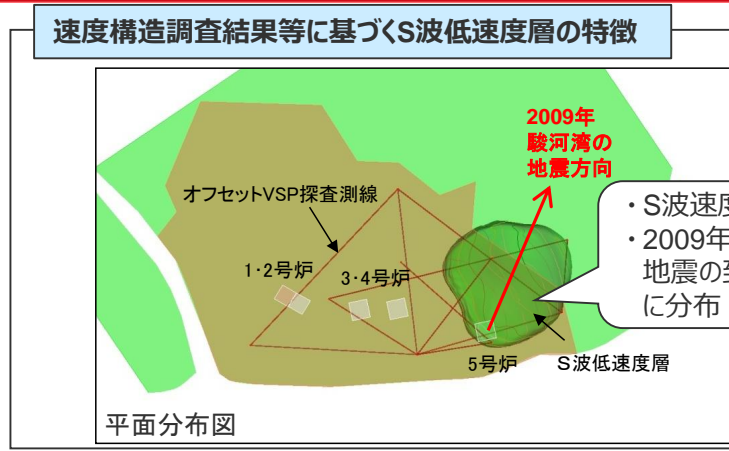 速度構造調査結果等に基づくS波低速度層の特徴
2009年
駿河湾の
地震方向
オフセットVSP探査測線
・S波速度
・2009年
地震の到
に分布
1・2号炉
3・4号炉
5号炉
S波低速度層
平面分布図